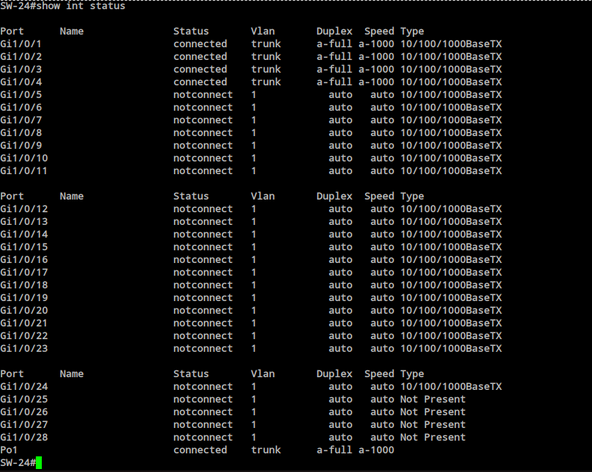 SW-24#show int status
Port Name Status Vlan Duplex Speed Type
Gi1/0/1 connected trunk a-full a-1000 10/100/1000BaseTX
Gi1/0/2 connected trunk a-full a-1000 10/100/1000BaseTX
Gi1/0/3 connected trunk a-full a-1000 10/100/1000BaseTX
Gi1/0/4 connected trunk a-full a-1000 10/100/1000BaseTX
Gi1/0/5 notconnect 1 auto auto 10/100/1000BaseTX
Gi1/0/6 notconnect 1 auto auto 10/100/1000BaseTX
Gi1/0/7 notconnect 1 auto auto 10/100/1000BaseTX
Gi1/0/8 notconnect 1 auto auto 10/100/1000BaseTX
Gi1/0/9 notconnect 1 auto auto 10/100/1000BaseTX
Gi1/0/10 notconnect 1 auto auto 10/100/1000BaseTX
Gi1/0/11 notconnect 1 auto auto 10/100/1000BaseTX
Port Name Status Vlan Duplex Speed Type
Gi1/0/12 notconnect 1 auto auto 10/100/1000BaseTX
Gi1/0/13 notconnect 1 auto auto 10/100/1000BaseTX
Gi1/0/14 notconnect 1 auto auto 10/100/1000BaseTX
Gi1/0/15 notconnect 1 auto auto 10/100/1000BaseTX
Gi1/0/16 notconnect 1 auto auto 10/100/1000BaseTX
Gi1/0/17 notconnect 1 auto auto 10/100/1000BaseTX
Gi1/0/18 notconnect 1 auto auto 10/100/1000BaseTX
Gi1/0/19 notconnect 1 auto auto 10/100/1000BaseTX
Gi1/0/20 notconnect 1 auto auto 10/100/1000BaseTX
Gi1/0/21 notconnect 1 auto auto 10/100/1000BaseTX
Gi1/0/22 notconnect 1 auto auto 10/100/1000BaseTX
Gi1/0/23 notconnect 1 auto auto 10/100/1000BaseTX
Port Name Status Vlan Duplex Speed Type
Gi1/0/24 notconnect 1 auto auto 10/100/1000BaseTX
Gi1/0/25 notconnect 1 auto auto Not Present
Gi1/0/26 notconnect 1 auto auto Not Present
Gi1/0/27 notconnect 1 auto auto Not Present
Gi1/0/28 notconnect 1 auto auto Not Present
Po1 connected trunk a-full a-1000
SW-24#